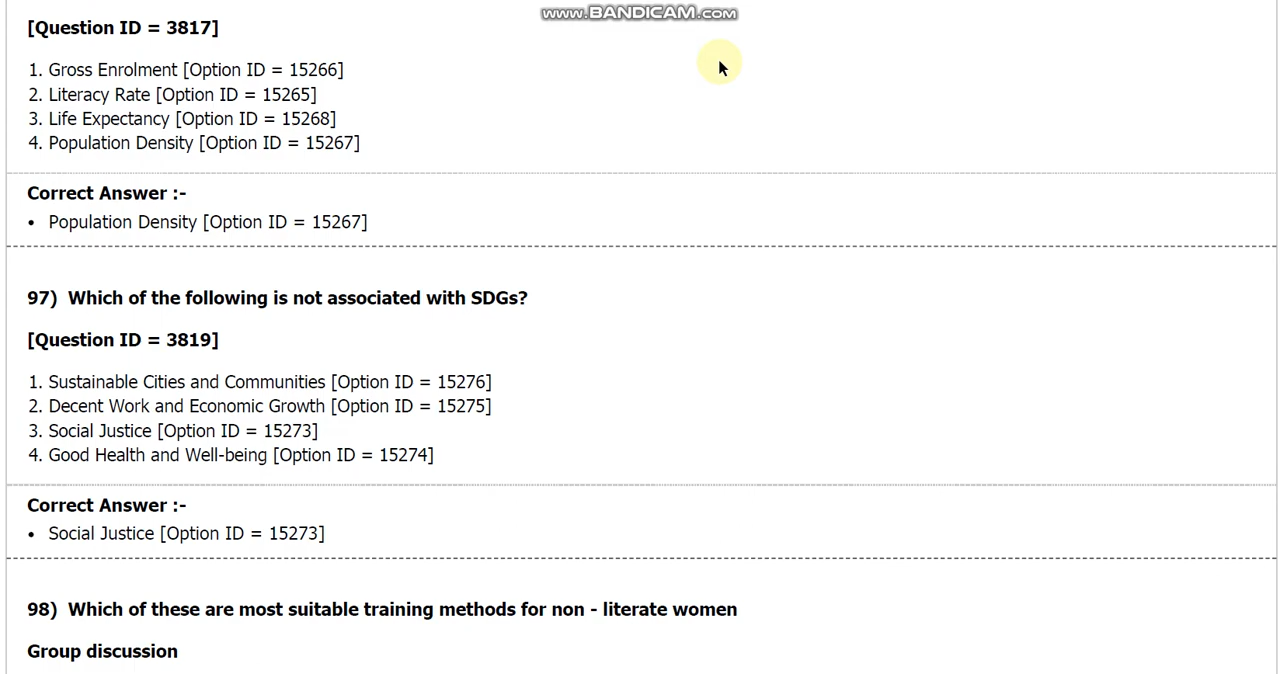 www.BANDICAM.com
[Question ID = 3817]
1. Gross Enrolment [Option ID = 15266]
2. Literacy Rate [Option ID = 15265]
3. Life Expectancy [Option ID = 15268]
4. Population Density [Option ID = 15267]
Correct Answer :-
• Population Density [Option ID = 15267]
97) Which of the following is not associated with SDGs?
[Question ID = 3819]
1. Sustainable Cities and Communities [Option ID = 15276]
2. Decent Work and Economic Growth [Option ID = 15275]
3. Social Justice [Option ID = 15273]
4. Good Health and Well-being [Option ID = 15274]
Correct Answer :-
• Social Justice [Option ID = 15273]
98) Which of these are most suitable training methods for non - literate women
Group discussion